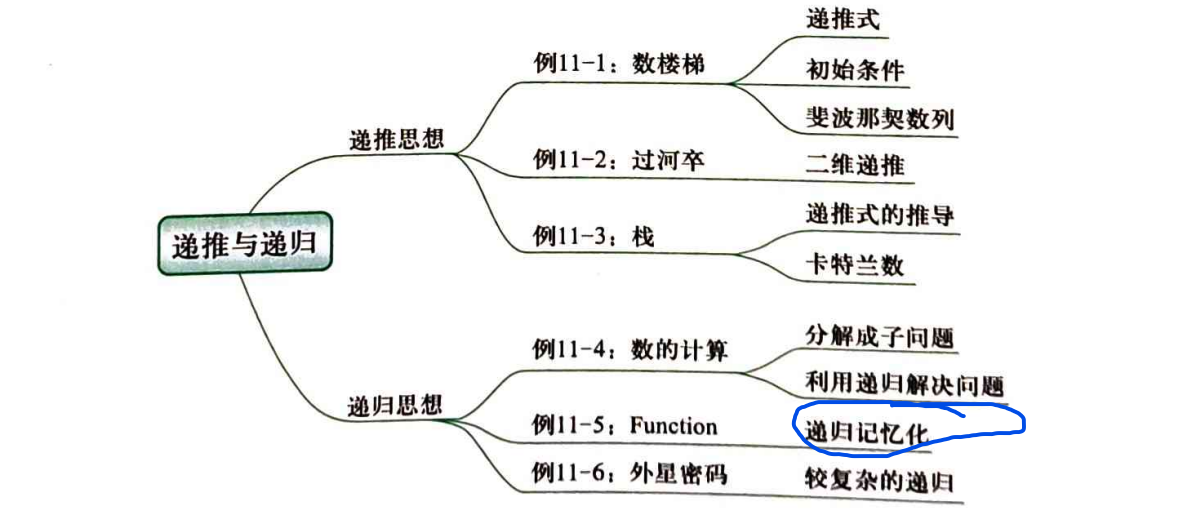 递推与递归
递推思想
例11-1：数楼梯
递推式
初始条件
斐波那契数列
例11-2：过河卒
二维递推
例11-3：栈
递推式的推导
卡特兰数
递归思想
例11-4：数的计算
分解成子问题
利用递归解决问题
例11-5：Function
递归记忆化
例11-6：外星密码
较复杂的递归